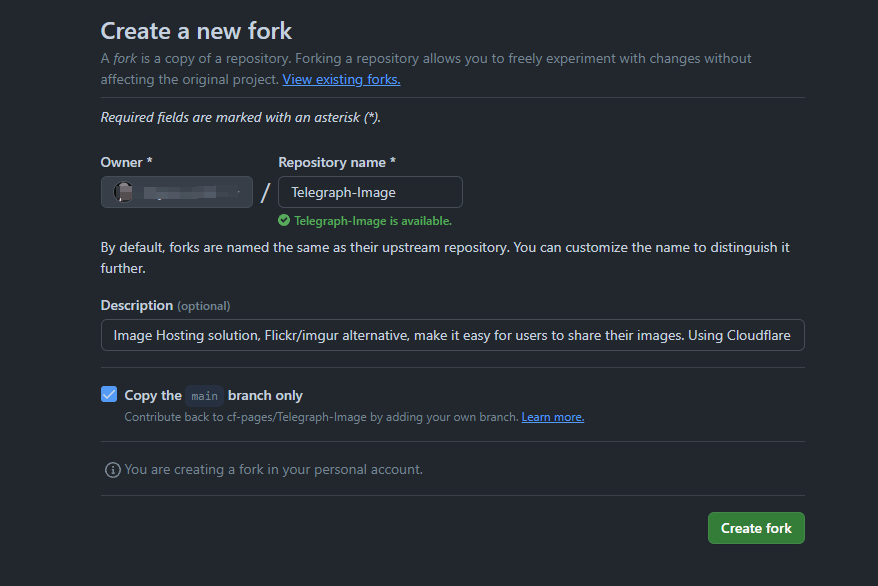 Create a new fork
A fork is a copy of a repository. Forking a repository allows you to freely experiment with changes without
affecting the original project. View existing forks.
Required fields are marked with an asterisk (*).
Owner * Repository name *
/ Telegraph-Image
Telegraph-Image is available.
By default, forks are named the same as their upstream repository. You can customize the name to distinguish it
further.
Description (optional)
Image Hosting solution, Flickr/imgur alternative, make it easy for users to share their images. Using Cloudflare
Copy the main branch only
Contribute back to cf-pages/Telegraph-Image by adding your own branch. Learn more.
You are creating a fork in your personal account.
Create fork